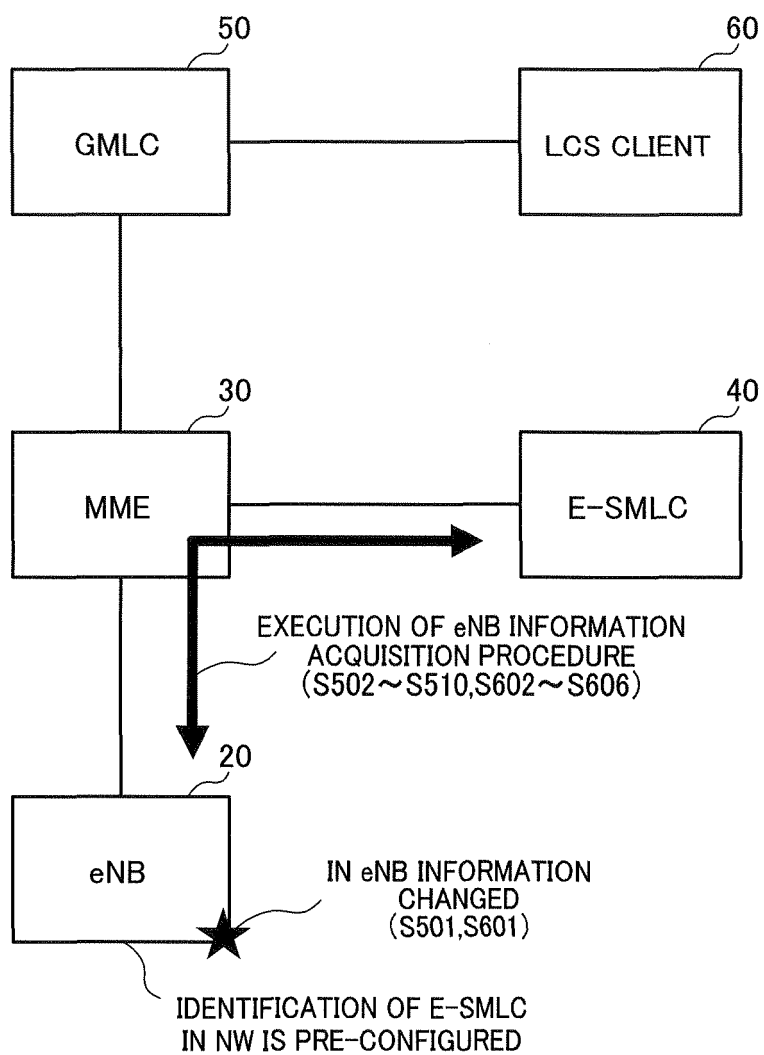 50
60
GMLC
LCS CLIENT
30
40
MME
E-SMLC
EXECUTION OF eNB INFORMATION
ACQUISITION PROCEDURE
(S502～S510,S602～S606)
20
eNB
IN eNB INFORMATION
CHANGED
(S501,S601)
IDENTIFICATION OF E-SMLC
IN NW IS PRE-CONFIGURED